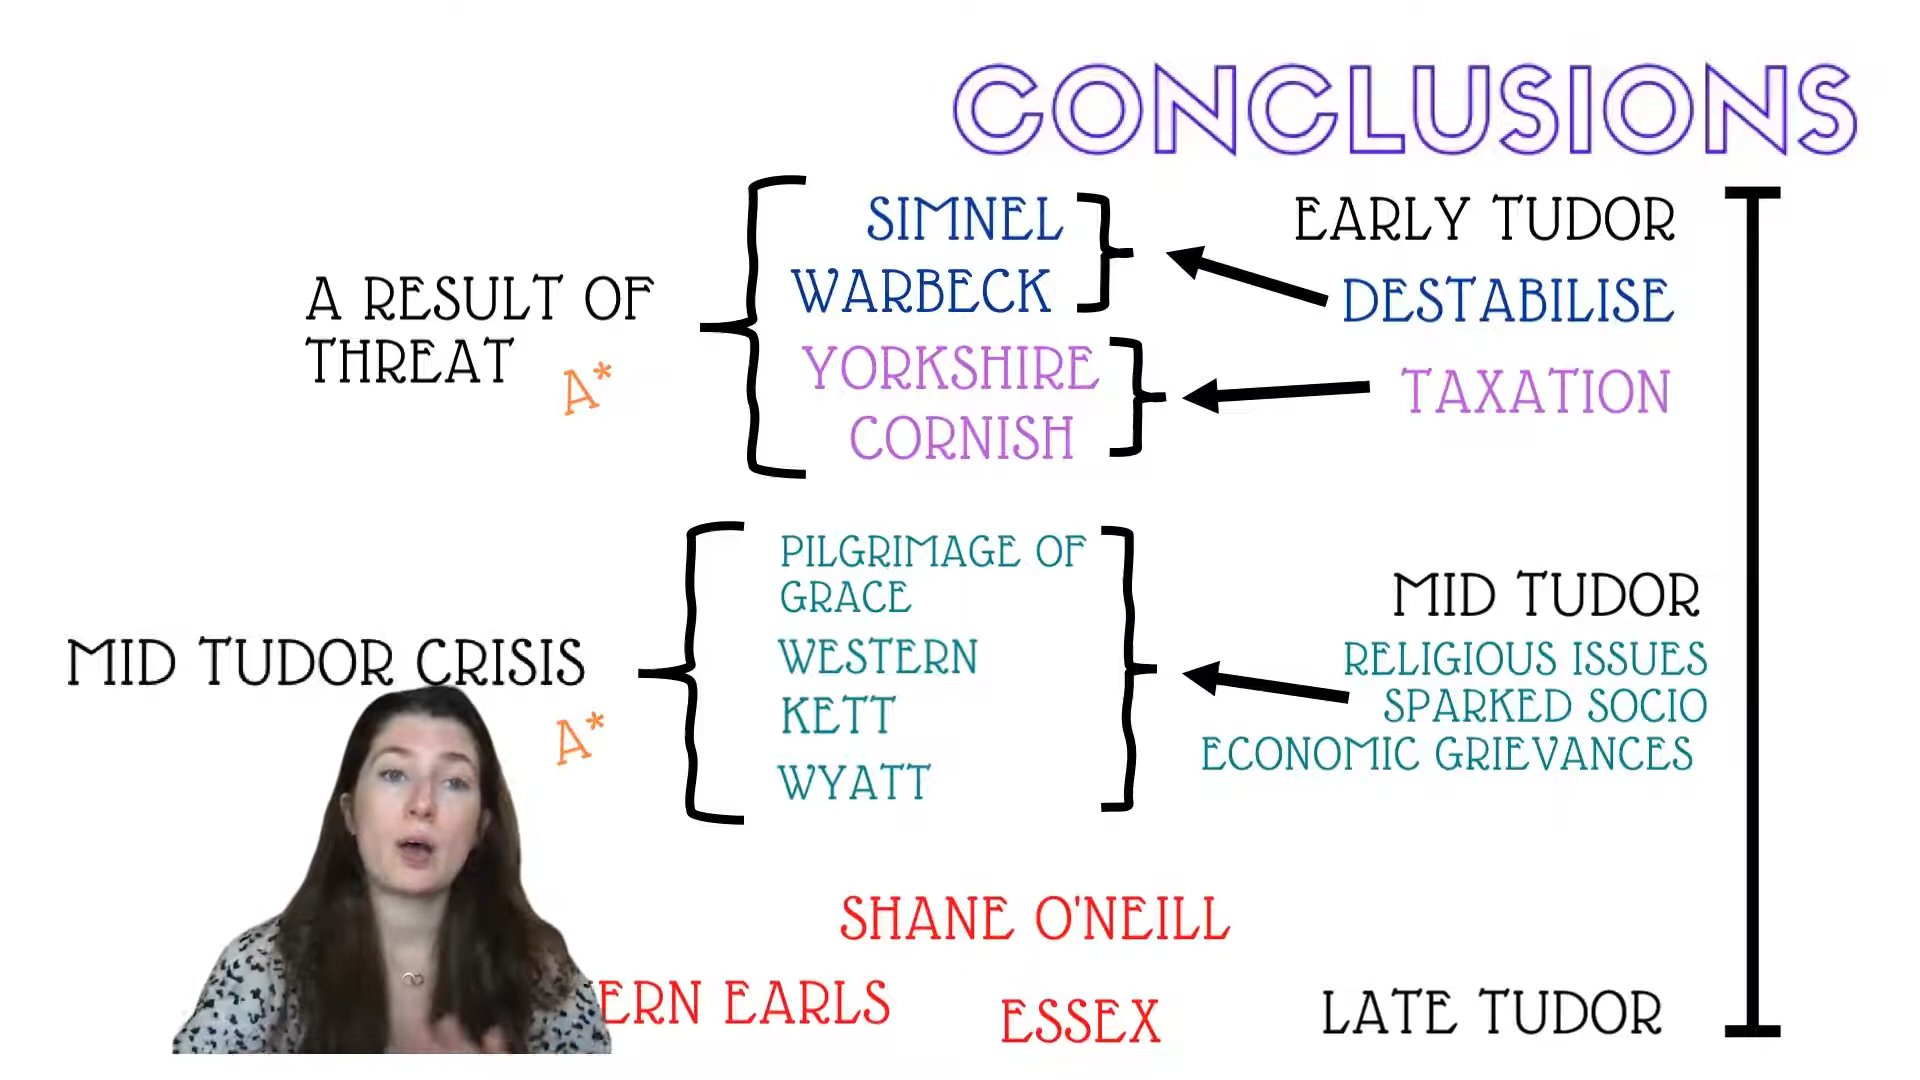 CONCLUSIONS
SIMNEL
WARBECK
YORKSHIRE
CORNISH
EARLY TUDOR
DESTABILISE
TAXATION
A RESULT OF
THREAT
A*
PILGRIMAGE OF
GRACE
WESTERN
KETT
WYATT
MID TUDOR
RELIGIOUS ISSUES
SPARKED SOCIO
ECONOMIC GRIEVANCES
MID TUDOR CRISIS
A*
SHANE O'NEILL
EARLS
ESSEX
LATE TUDOR